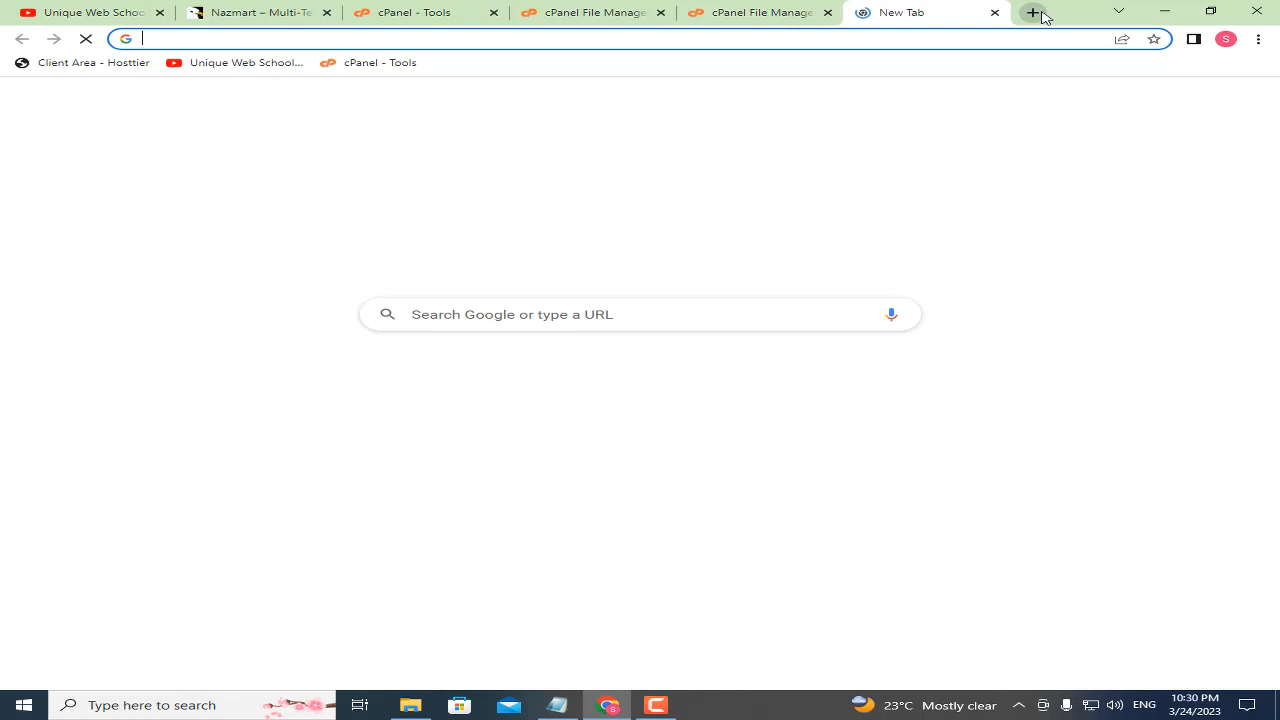 Unique Web Schoo
Nazmart – Multi-Te
cPanel - Tools
cPanel File Manage
cPanel File Manage
New Tab
S
Client Area - Hosttier
Unique Web School...
cPanel - Tools
Search Google or type a URL
Type here to search
23°C Mostly clear
ENG
10:30 PM
3/24/2023